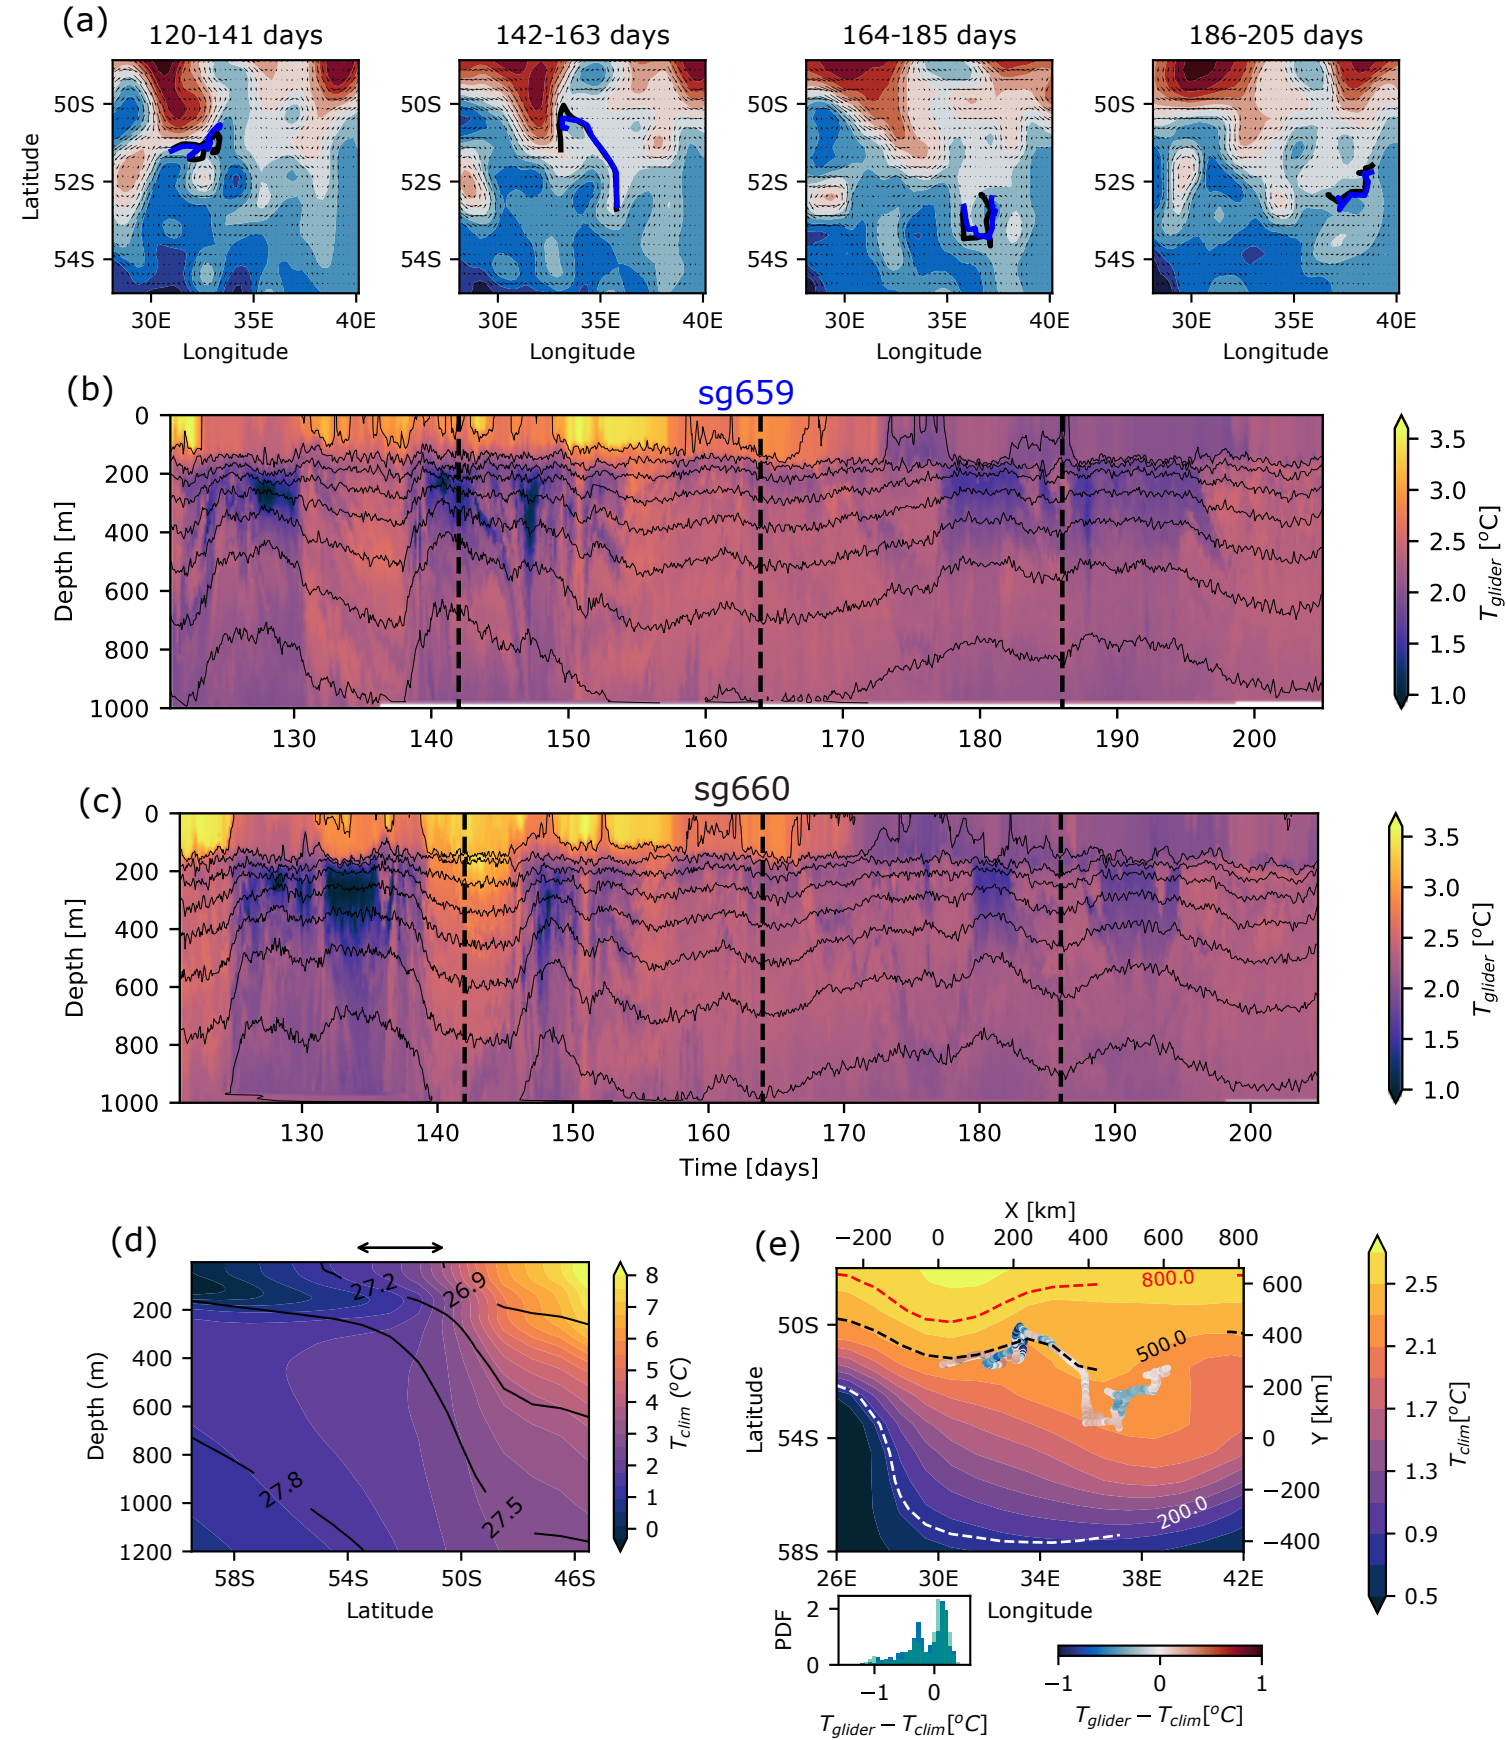 (a)
120-141 days
142-163 days
164-185 days
186-205 days
Latitude
50S
52S
54S
50S
52S
54S
50S
52S
54S
50S
52S
54S
30E 35E 40E
30E 35E 40E
30E 35E 40E
30E 35E 40E
Longitude
Longitude
Longitude
Longitude
(b)
sg659
Depth [m]
0
200
400
600
800
1000
130 140 150 160 170 180 190 200
3.5
3.0
2.5
2.0
1.5
1.0
T_glider [°C]
(c)
sg660
Depth [m]
0
200
400
600
800
1000
130 140 150 160 170 180 190 200
Time [days]
3.5
3.0
2.5
2.0
1.5
1.0
T_glider [°C]
(d)
Depth (m)
200
400
600
800
1000
1200
58S 54S 50S 46S
Latitude
27.2
26.9
27.8
27.5
8
7
6
5
4
3
2
1
0
T_clim (°C)
(e)
X [km]
−200 0 200 400 600 800
Latitude
50S
54S
58S
26E 30E 34E 38E 42E
Longitude
800.0
500.0
200.0
600
400
200
0
−200
−400
Y [km]
2.5
2.1
1.7
1.3
0.9
0.5
T_clim[°C]
PDF
2
0
−1 0
T_glider − T_clim[°C]
−1 0 1
T_glider − T_clim[°C]